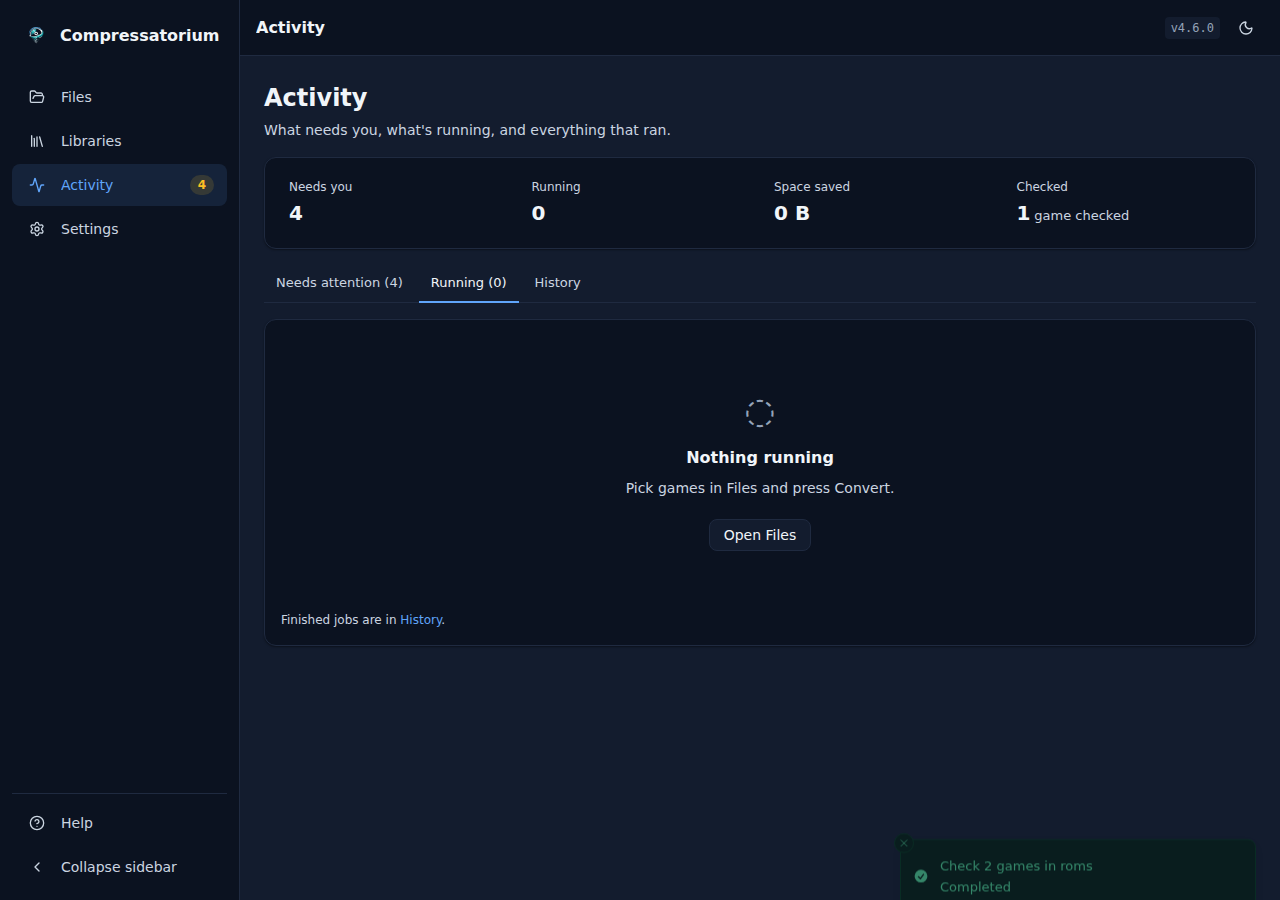 Compressatorium
Files
Libraries
Activity 4
Settings
Help
Collapse sidebar
Activity
v4.6.0
Activity
What needs you, what's running, and everything that ran.
Needs you Running Space saved Checked
4 0 0 B 1 game checked
Needs attention (4) Running (0) History
Nothing running
Pick games in Files and press Convert.
Open Files
Finished jobs are in History.
Check 2 games in roms
Completed